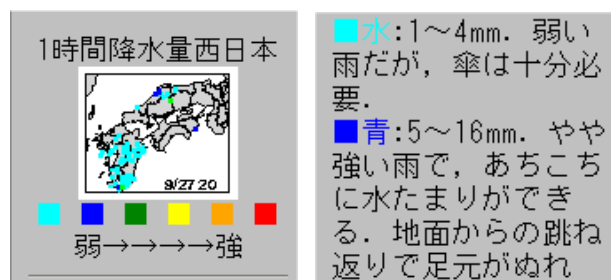 1時間降水量西日本
9/27 20
弱→→→→強
■水:1～4mm．弱い
雨だが，傘は十分必
要．
■青:5～16mm．やや
強い雨で，あちこち
に水たまりができ
る．地面からの跳ね
返りで足元がぬれ